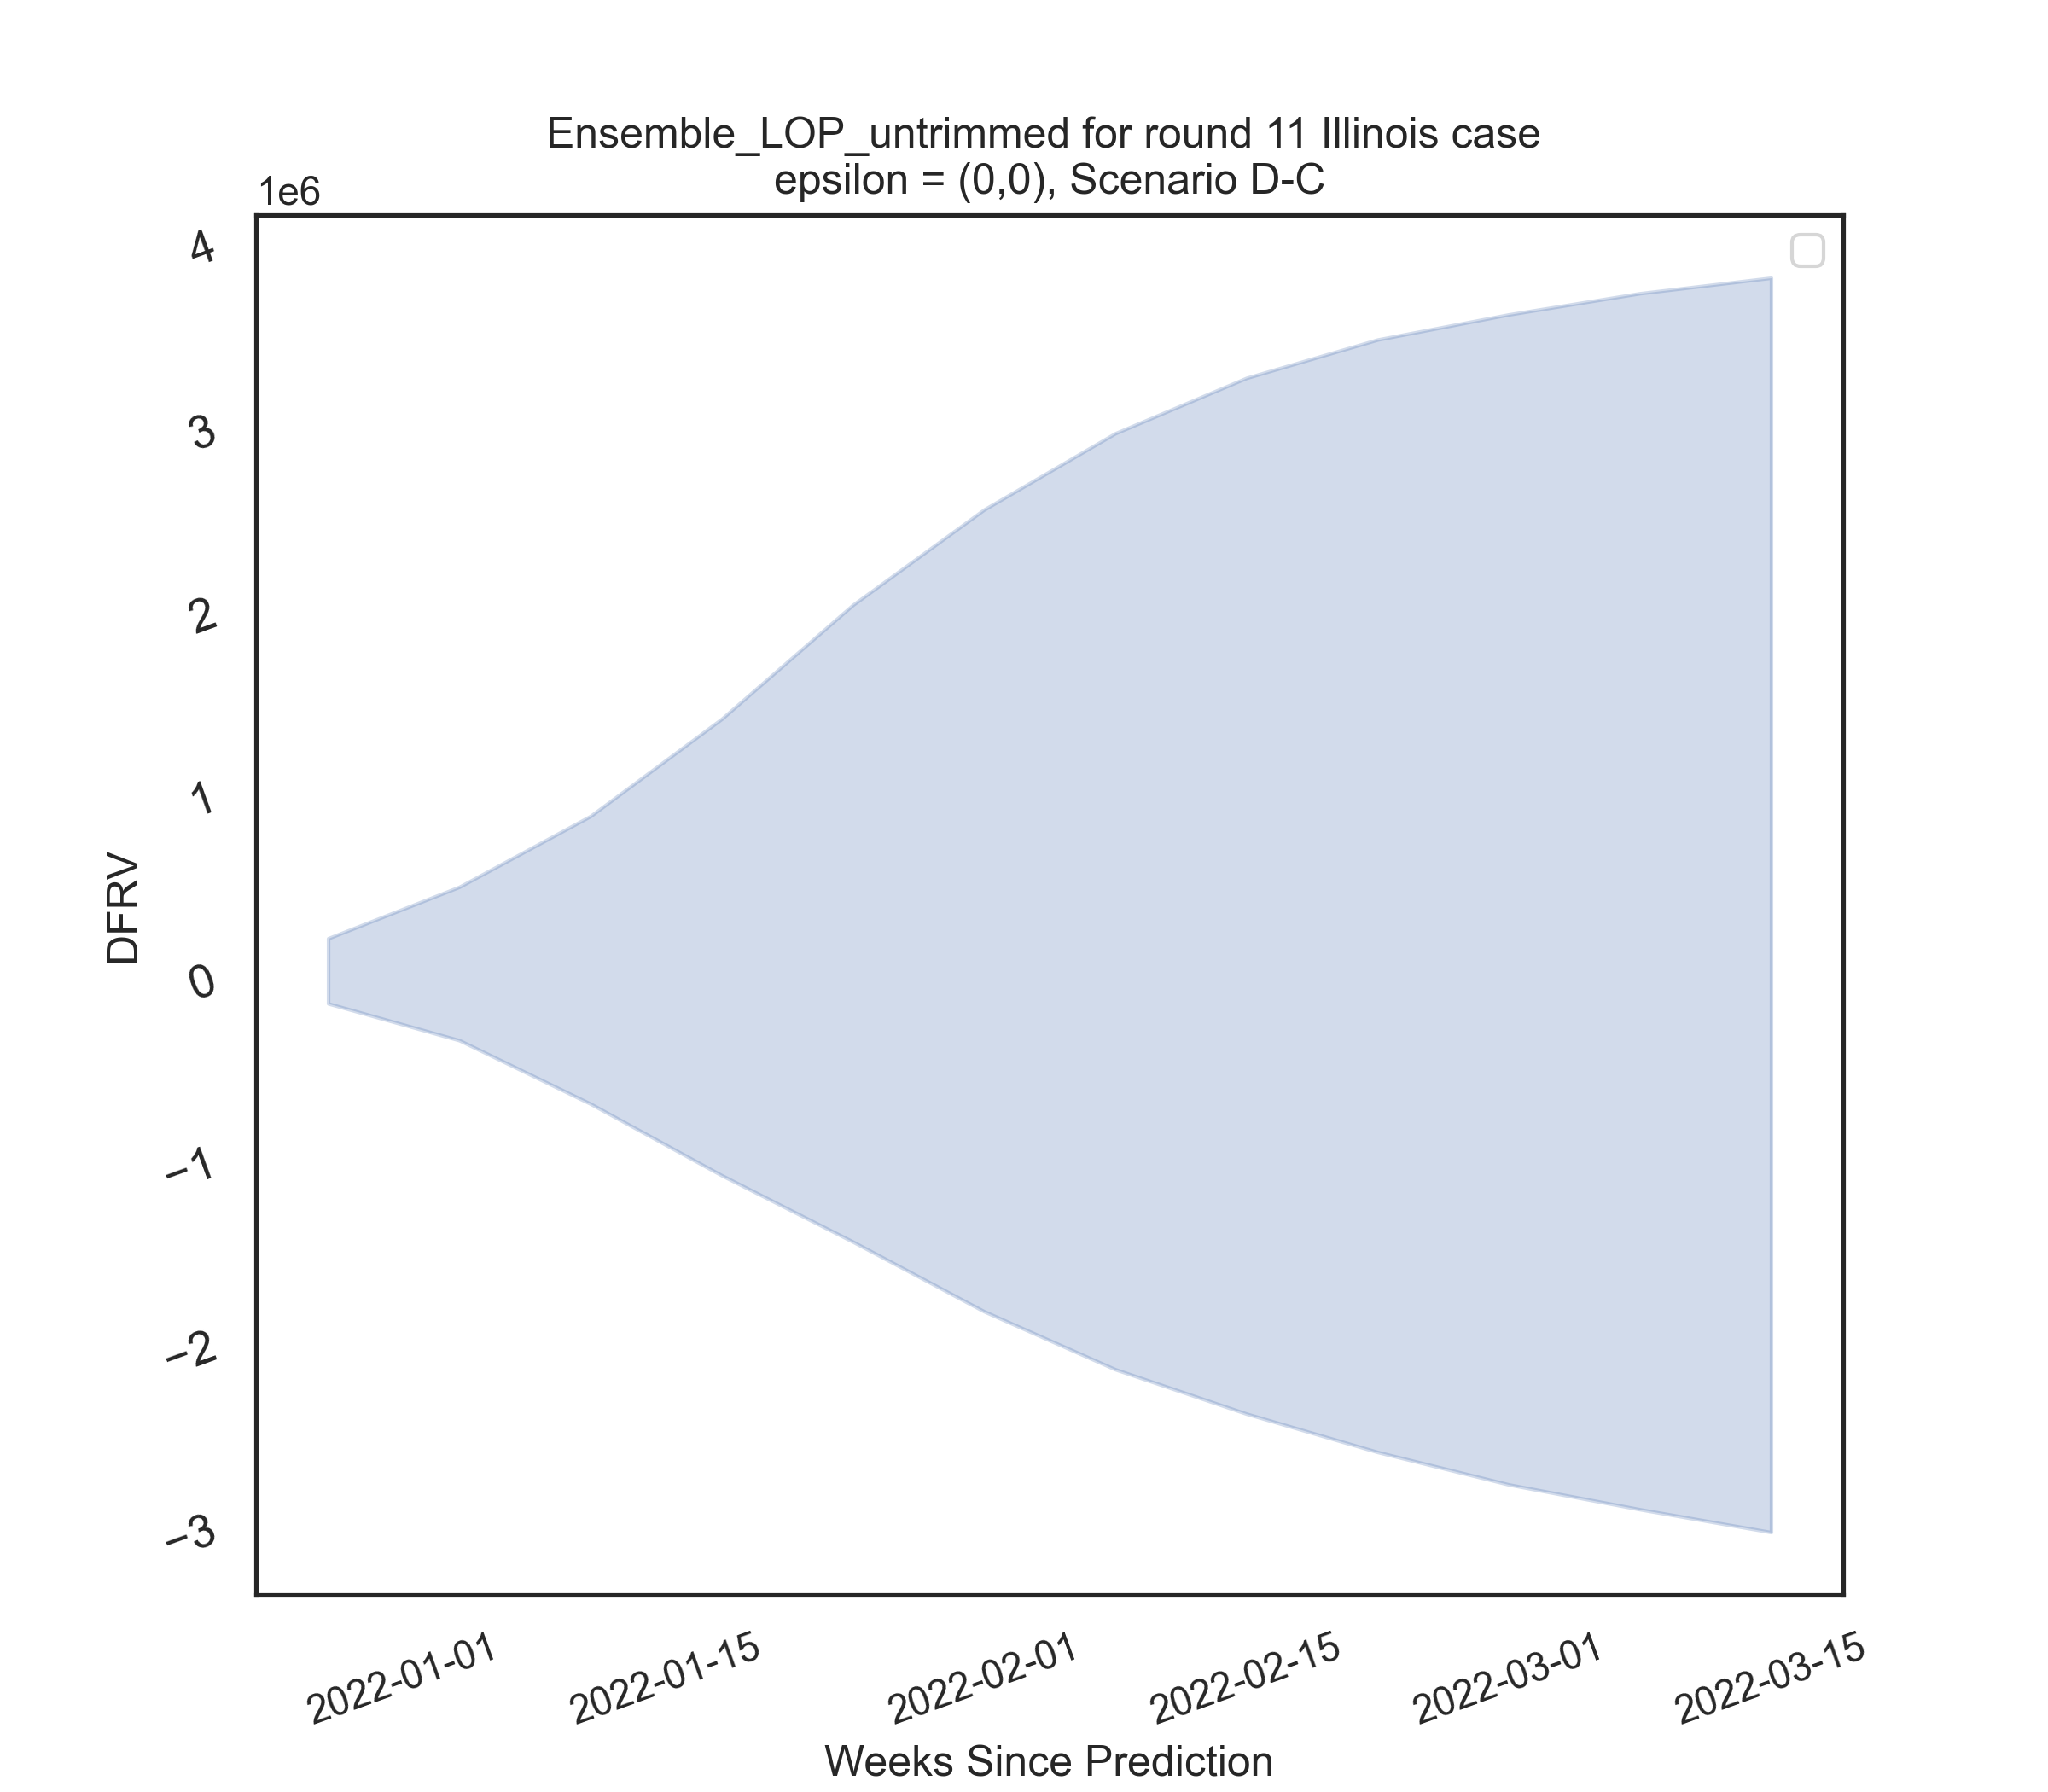 Ensemble_LOP_untrimmed for round 11 Illinois case
epsilon = (0,0), Scenario D-C
1e6
4
3
2
1
0
−1
−2
−3
DFRV
2022-01-01
2022-01-15
2022-02-01
2022-02-15
2022-03-01
2022-03-15
Weeks Since Prediction